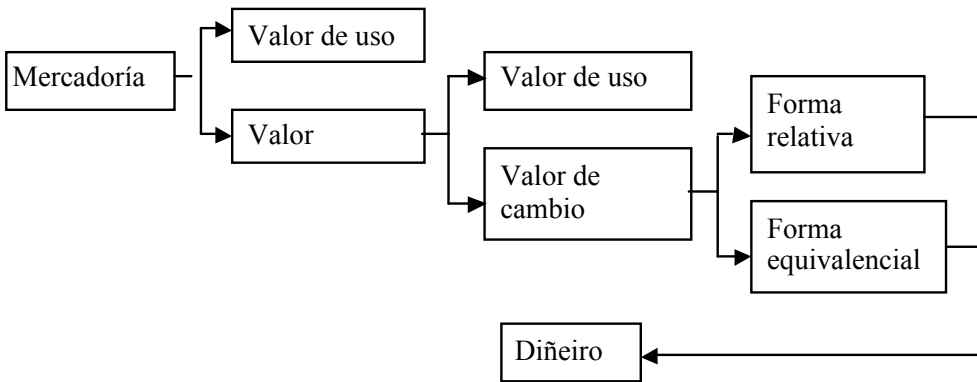 Valor de uso
Mercadoría
Valor de uso
Valor
Forma
relativa
Valor de
cambio
Forma
equivalencial
Diñeiro